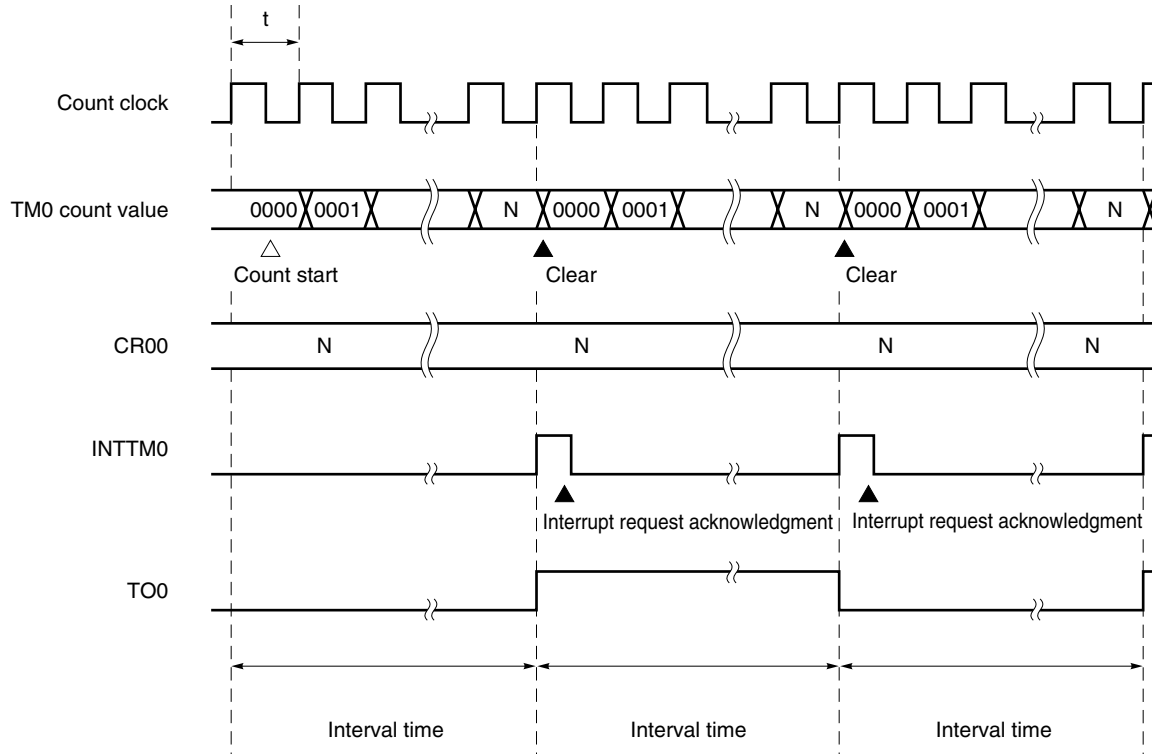 t
Count clock
TM0 count value
0000 0001 N 0000 0001 N 0000 0001 N
Count start Clear Clear
CR00 N N N N
INTTM0
Interrupt request acknowledgment Interrupt request acknowledgment
TO0
Interval time Interval time Interval time